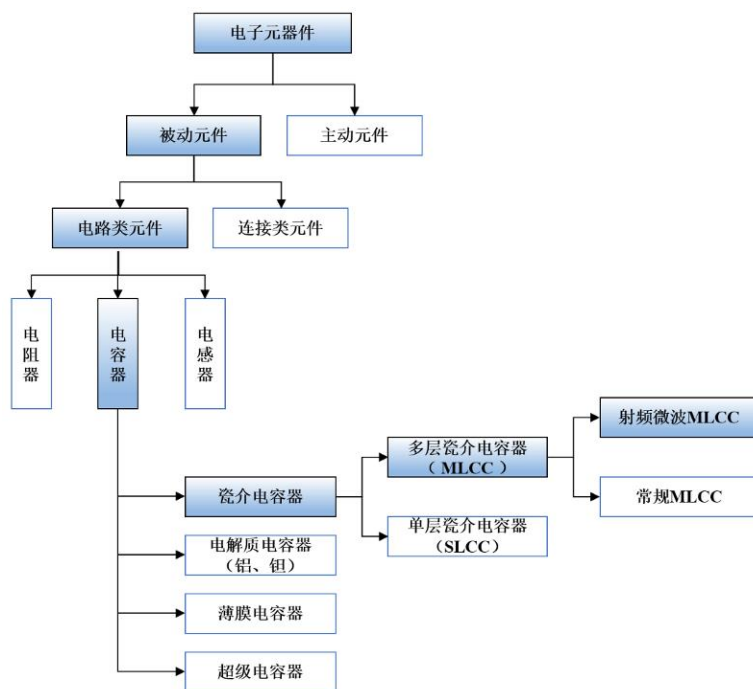 电子元器件
被动元件
主动元件
电路类元件
连接类元件
电阻器
电容器
电感器
射频微波MLCC
多层瓷介电容器
（MLCC）
瓷介电容器
常规MLCC
单层瓷介电容器
（SLCC）
电解质电容器
（铝、钽）
薄膜电容器
超级电容器